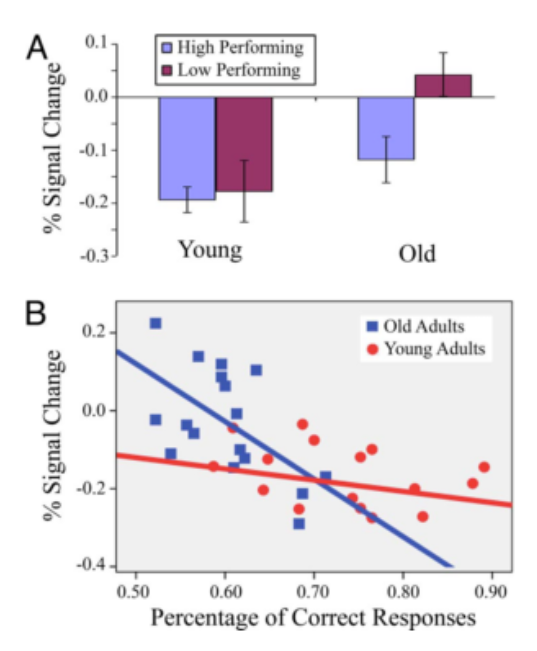 A
% Signal Change
0.1
0.0
-0.1
-0.2
-0.3
High Performing
Low Performing
Young
Old
B
% Signal Change
0.2
0.0
-0.2
-0.4
Old Adults
Young Adults
0.50 0.60 0.70 0.80 0.90
Percentage of Correct Responses